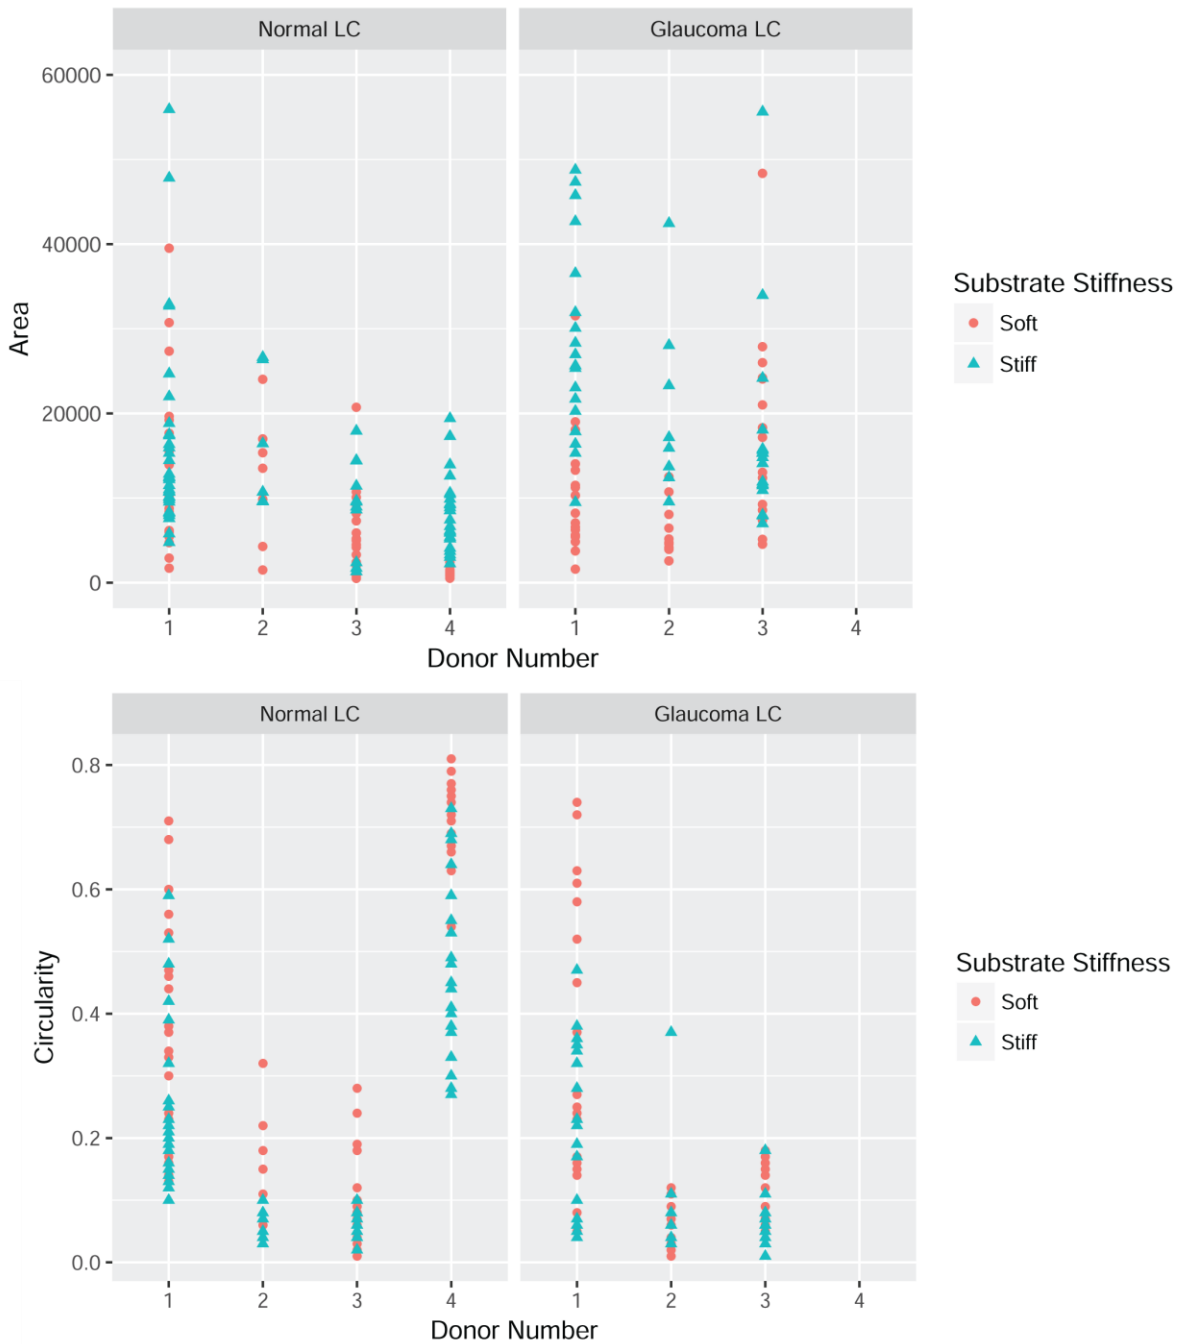 Normal LC
Glaucoma LC
60000
40000
20000
0
Area
1 2 3 4
1 2 3 4
Donor Number
Substrate Stiffness
Soft
Stiff
Normal LC
Glaucoma LC
0.8
0.6
0.4
0.2
0.0
Circularity
1 2 3 4
1 2 3 4
Donor Number
Substrate Stiffness
Soft
Stiff